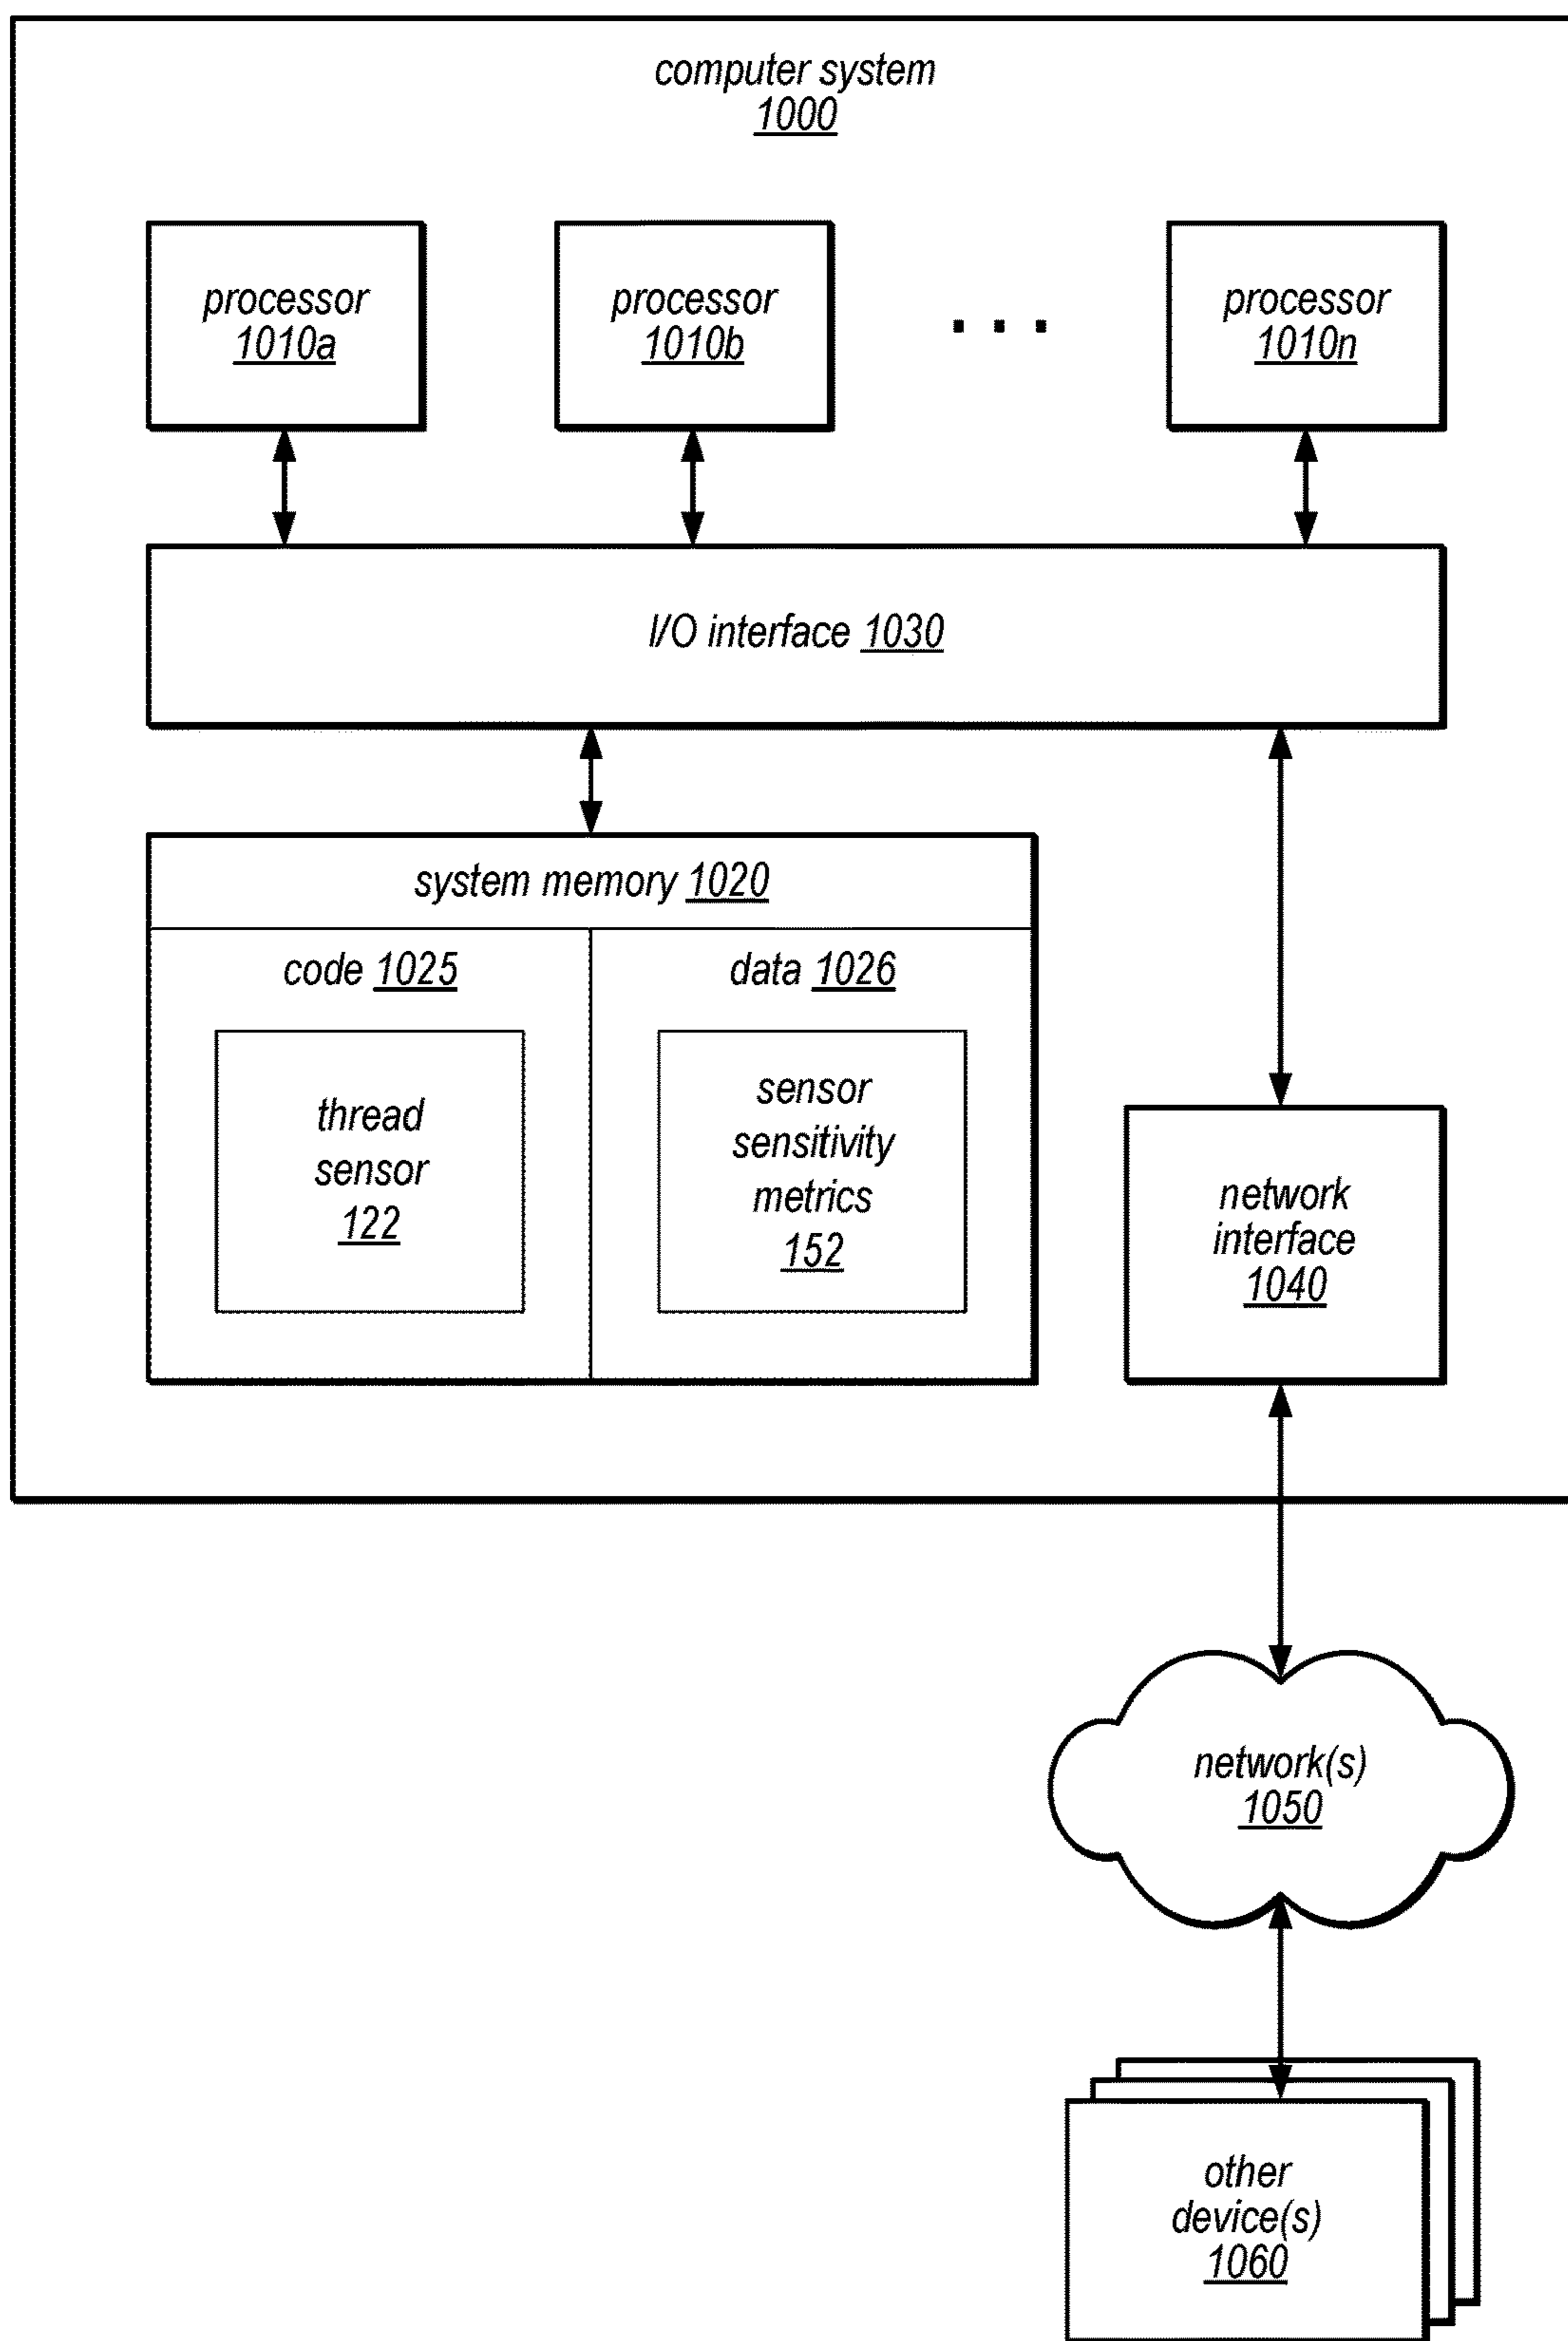 computer system
1000
processor
1010a
processor
1010b
. . .
processor
1010n
I/O interface 1030
system memory 1020
code 1025
data 1026
thread
sensor
122
sensor
sensitivity
metrics
152
network
interface
1040
network(s)
1050
other
device(s)
1060